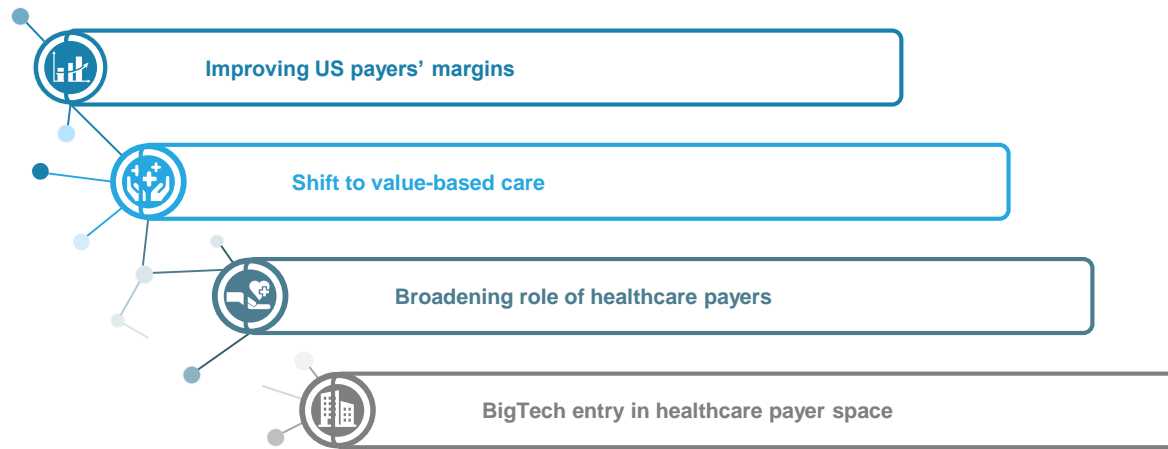 Improving US payers’ margins
Shift to value-based care
Broadening role of healthcare payers
BigTech entry in healthcare payer space